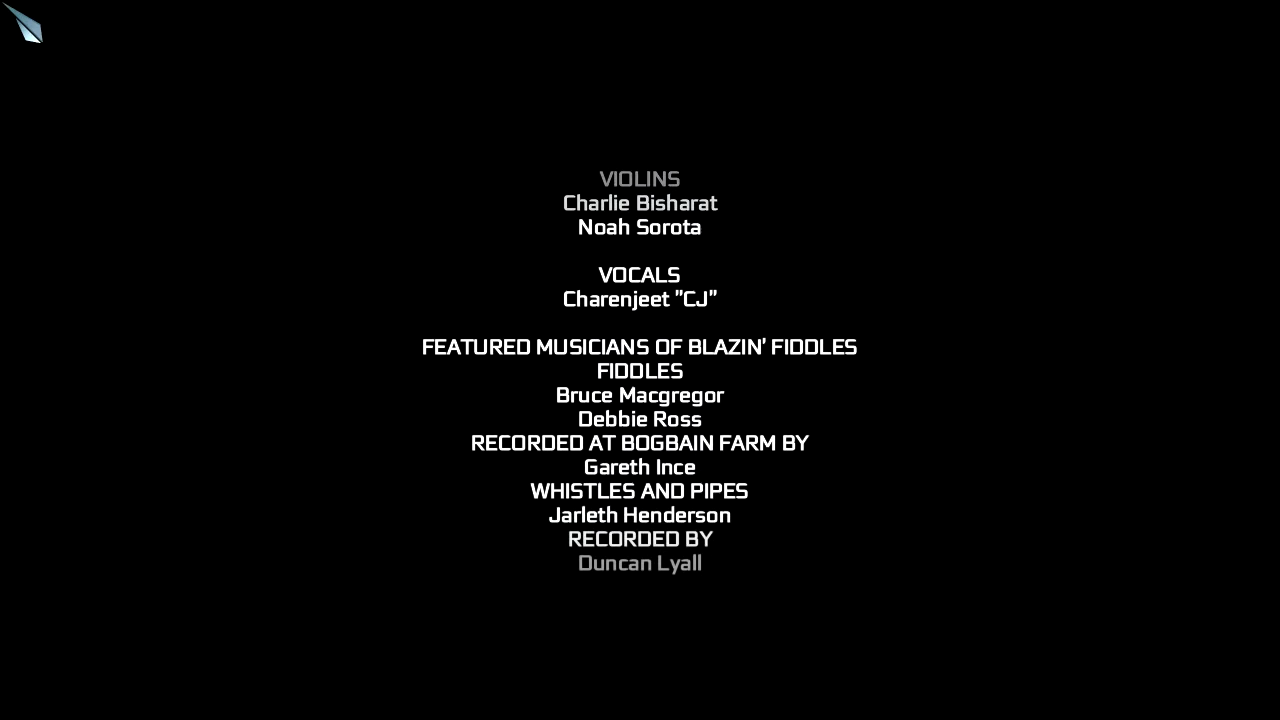 VIOLINS
Charlie Bisharat
Noah Sorota
VOCALS
Charenjeet "CJ"
FEATURED MUSICIANS OF BLAZIN' FIDDLES
FIDDLES
Bruce Macgregor
Debbie Ross
RECORDED AT BOGBAIN FARM BY
Gareth Ince
WHISTLES AND PIPES
Jarleth Henderson
RECORDED BY
Duncan Lyall